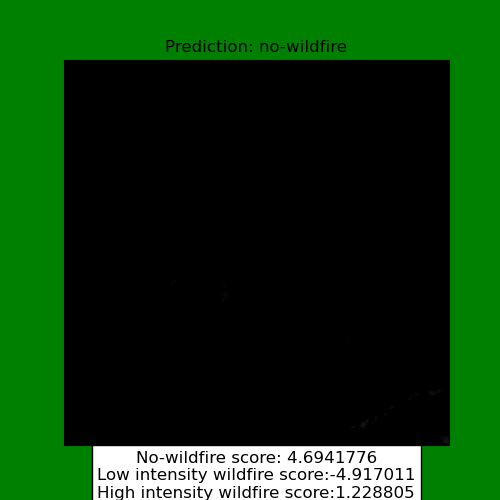 Prediction: no-wildfire
No-wildfire score: 4.6941776
Low intensity wildfire score:-4.917011
High intensity wildfire score:1.228805